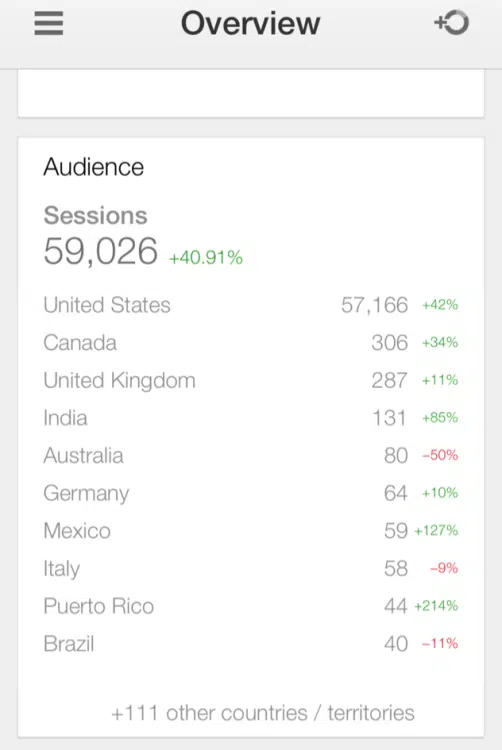 Overview
Audience
Sessions
59,026 +40.91%
United States 57,166 +42%
Canada 306 +34%
United Kingdom 287 +11%
India 131 +85%
Australia 80 –50%
Germany 64 +10%
Mexico 59 +127%
Italy 58 –9%
Puerto Rico 44 +214%
Brazil 40 –11%
+111 other countries / territories